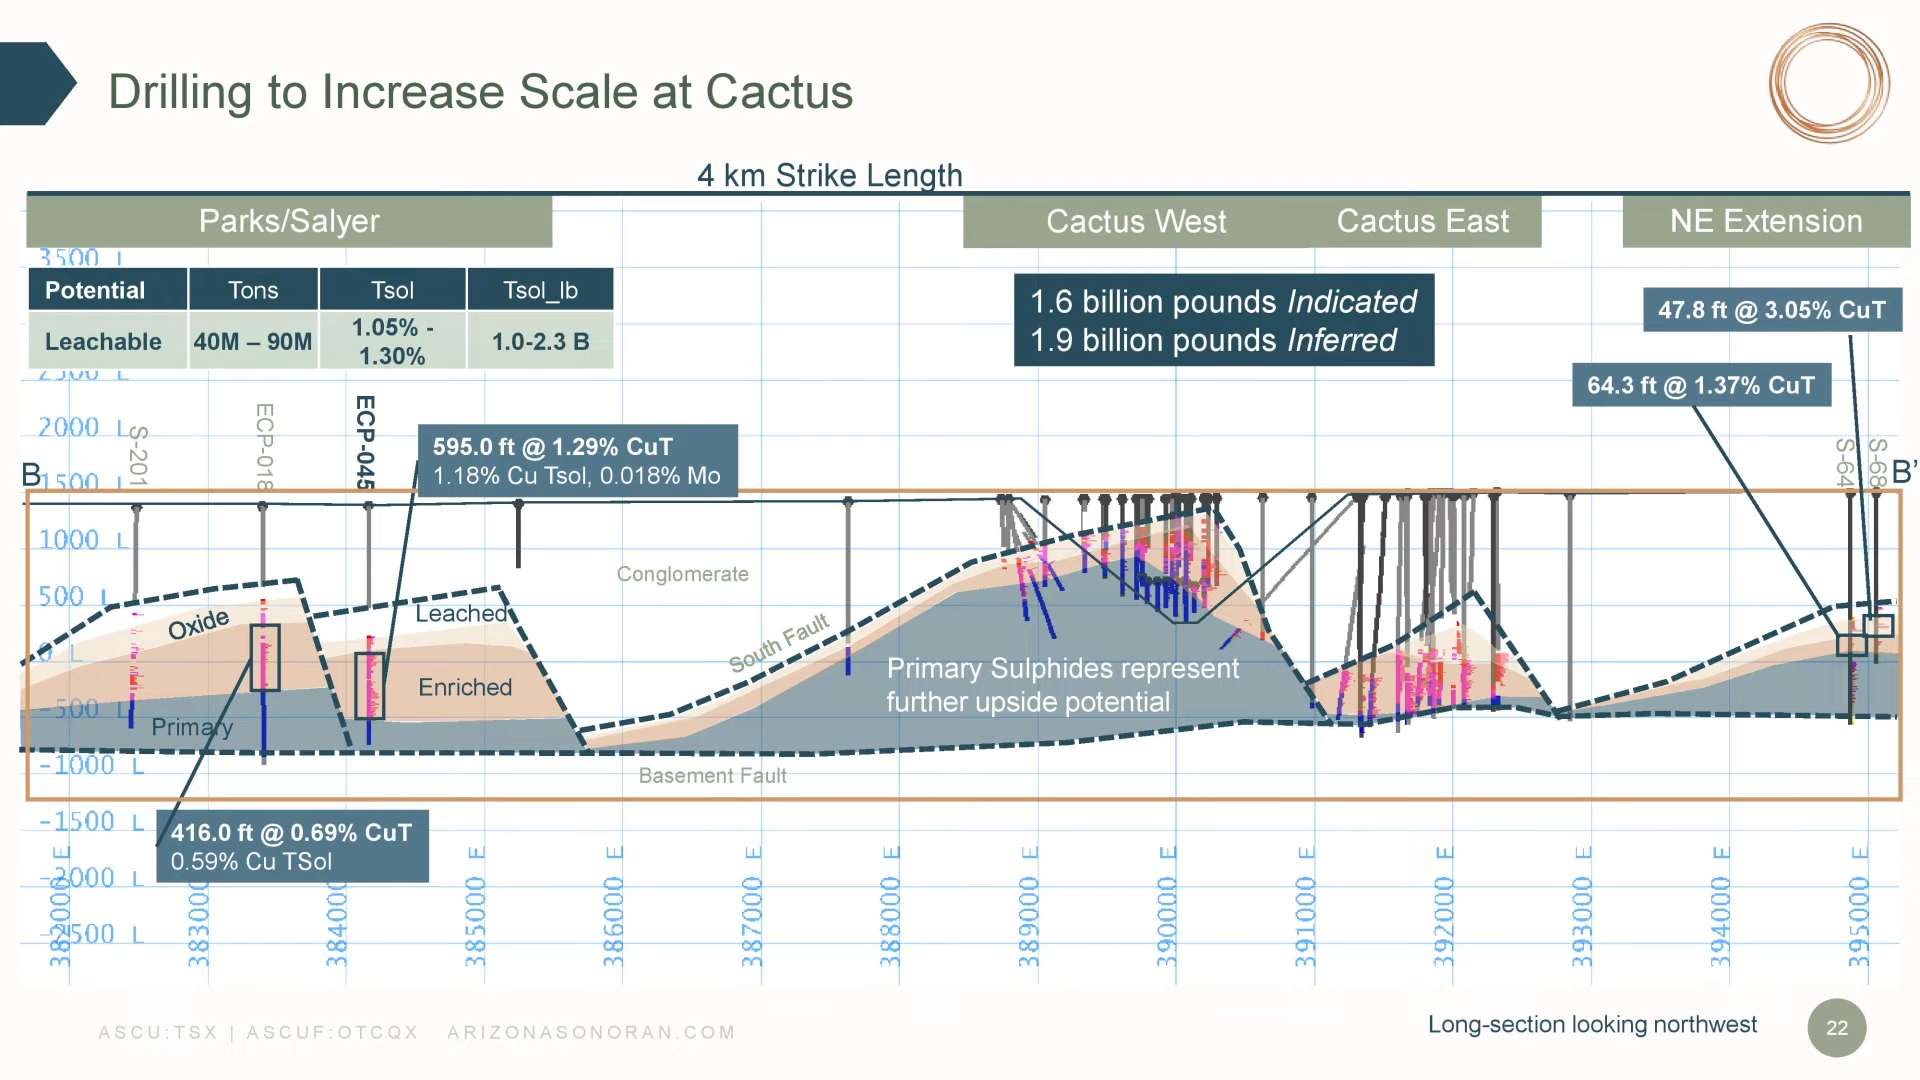 Drilling to Increase Scale at Cactus
4 km Strike Length
Parks/Salyer
Cactus West
Cactus East
NE Extension
3500 L
Potential Tons Tsol Tsol_lb
Leachable 40M – 90M 1.05% - 1.30% 1.0-2.3 B
1.6 billion pounds Indicated
1.9 billion pounds Inferred
47.8 ft @ 3.05% CuT
64.3 ft @ 1.37% CuT
2500 L
2000 L
S-201
ECP-018
ECP-045
595.0 ft @ 1.29% CuT
1.18% Cu Tsol, 0.018% Mo
S-64
S-68
B
B'
1500 L
1000 L
Conglomerate
500 L
Oxide
Leached
South Fault
0 L
Enriched
Primary Sulphides represent
further upside potential
-500 L
Primary
-1000 L
Basement Fault
-1500 L
416.0 ft @ 0.69% CuT
0.59% Cu TSol
-2000 L
-2500 L
382000 E
383000
384000
385000 E
386000 E
387000 E
388000 E
389000 E
390000 E
391000 E
392000 E
393000 E
394000 E
395000 E
ASCU:TSX | ASCUF:OTCQX ARIZONASONORAN.COM
Long-section looking northwest
22